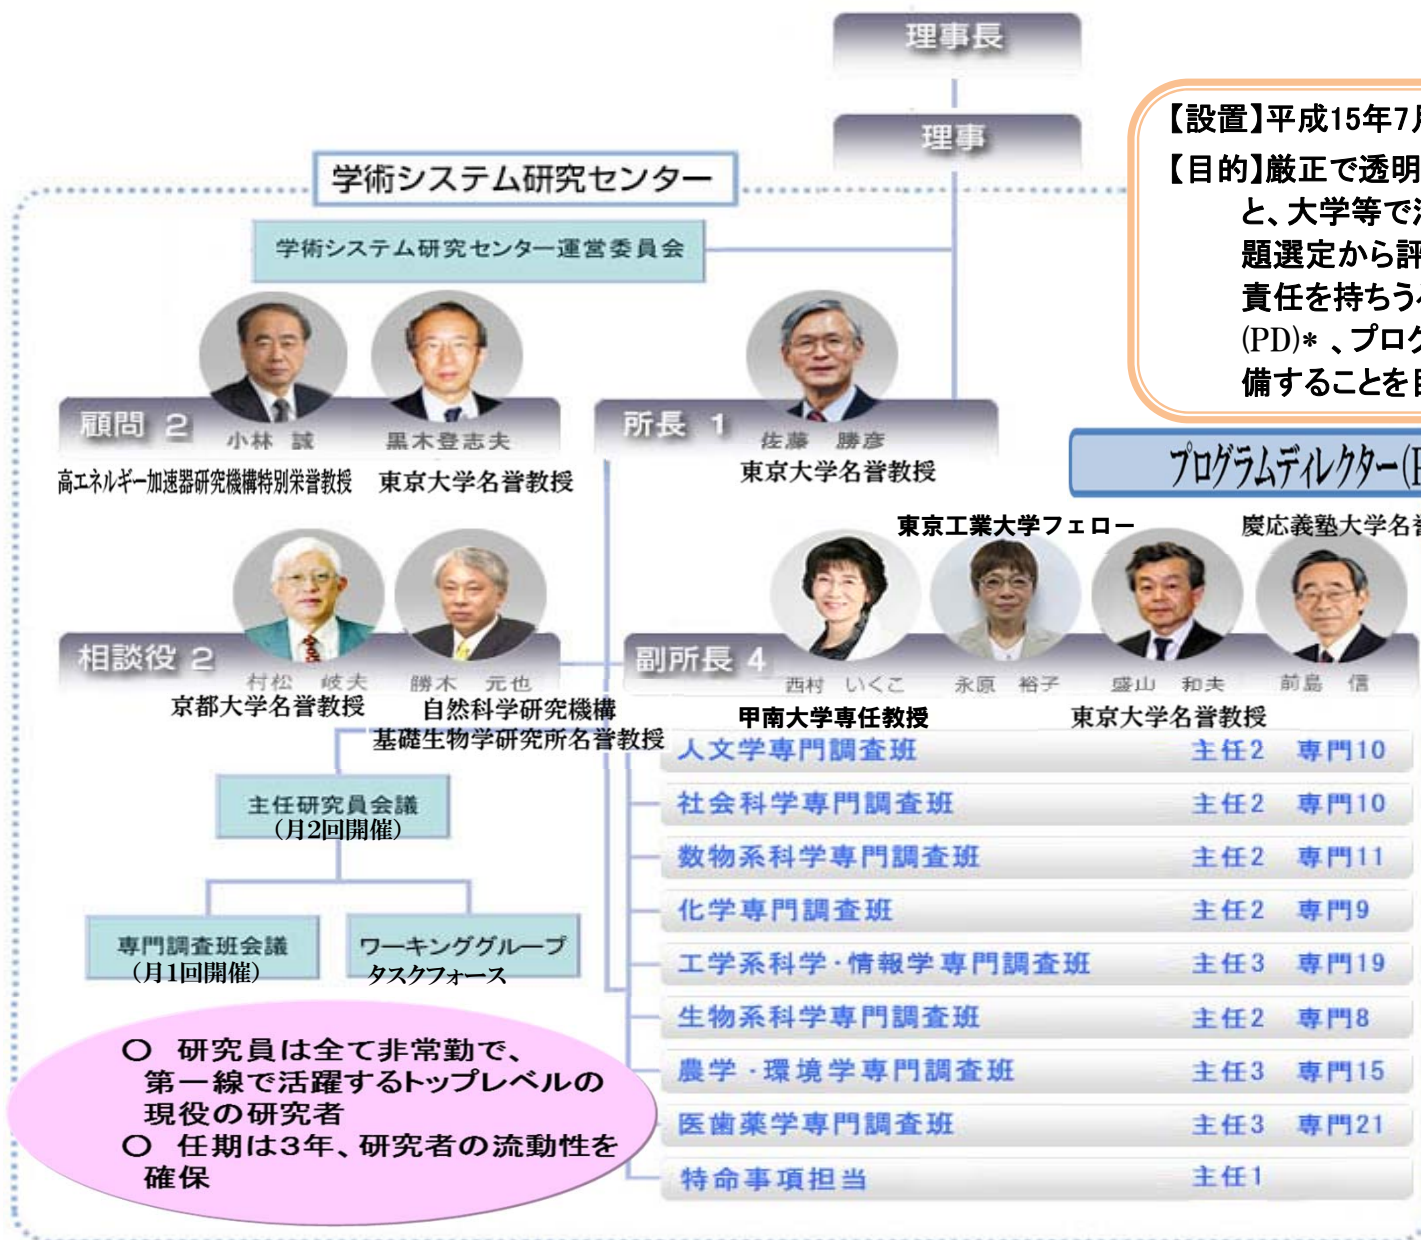 理事長
理事
【設置】平成15年7月
【目的】厳正で透明
と、大学等で
題選定から評
責任を持ちう
(PD)* 、プロ
備することを
学術システム研究センター
学術システム研究センター運営委員会
顧問 2
小林 誠
黒木登志夫
高エネルギー加速器研究機構特別栄誉教授
東京大学名誉教授
所長 1
佐藤 勝彦
東京大学名誉教授
プログラムディレクター(P
東京工業大学フェロー
慶応義塾大学名
相談役 2
村松 岐夫
勝木 元也
京都大学名誉教授
自然科学研究機構
基礎生物学研究所名誉教授
副所長 4
西村 いくこ
永原 裕子
盛山 和夫
前島 信
甲南大学専任教授
東京大学名誉教授
主任研究員会議
(月2回開催)
専門調査班会議
(月1回開催)
ワーキンググループ
タスクフォース
人文学専門調査班 主任2 専門10
社会科学専門調査班 主任2 専門10
数物系科学専門調査班 主任2 専門11
化学専門調査班 主任2 専門9
工学系科学・情報学専門調査班 主任3 専門19
生物系科学専門調査班 主任2 専門8
農学・環境学専門調査班 主任3 専門15
医歯薬学専門調査班 主任3 専門21
特命事項担当 主任1
○ 研究員は全て非常勤で、
第一線で活躍するトップレベルの
現役の研究者
○ 任期は3年、研究者の流動性を
確保